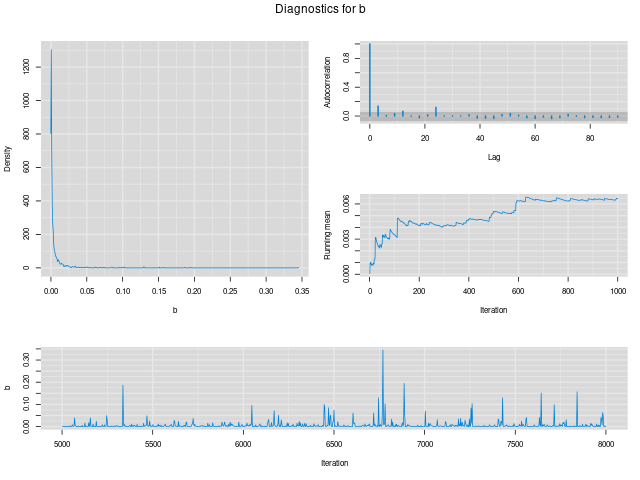 Diagnostics for b
Density
0 200 400 600 800 1000 1200
0.00 0.05 0.10 0.15 0.20 0.25 0.30 0.35
b
Autocorrelation
0.0 0.4 0.8
0 20 40 60 80
Lag
Running mean
0.000 0.003 0.006
0 200 400 600 800 1000
Iteration
b
0.00 0.10 0.20 0.30
5000 5500 6000 6500 7000 7500 8000
Iteration